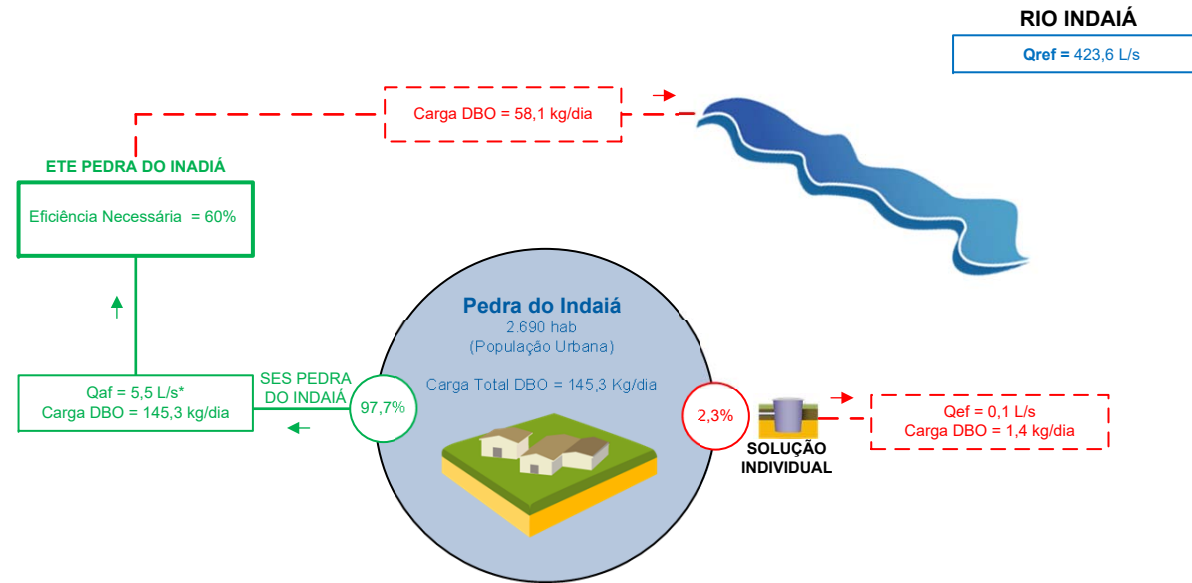 RIO INDAIÁ
Qref = 423,6 L/s
Carga DBO = 58,1 kg/dia
ETE PEDRA DO INADIÁ
Eficiência Necessária = 60%
Pedra do Indaiá
2.690 hab
(População Urbana)
Carga Total DBO = 145,3 Kg/dia
Qaf = 5,5 L/s*
Carga DBO = 145,3 kg/dia
SES PEDRA
DO INDAIÁ
97,7%
2,3%
SOLUÇÃO
INDIVIDUAL
Qef = 0,1 L/s
Carga DBO = 1,4 kg/dia